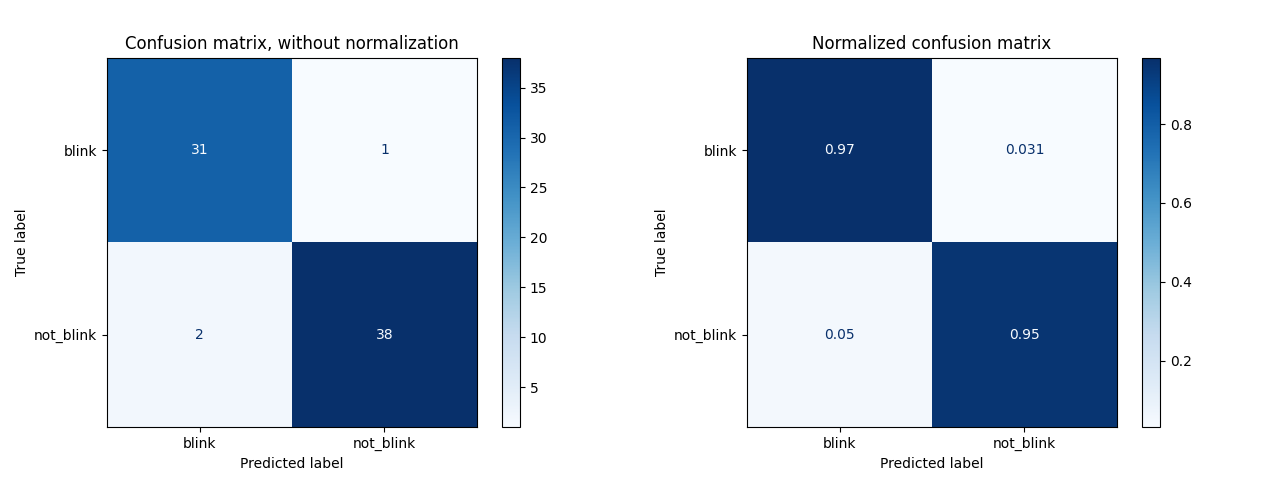 Confusion matrix, without normalization
True label
blink
not_blink
31
1
2
38
blink
not_blink
Predicted label
35
30
25
20
15
10
5
Normalized confusion matrix
True label
blink
not_blink
0.97
0.031
0.05
0.95
blink
not_blink
Predicted label
0.8
0.6
0.4
0.2